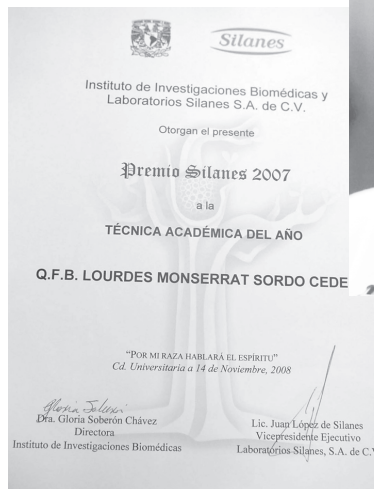 Silanes
Instituto de Investigaciones Biomédicas y
Laboratorios Silanes S.A. de C.V.
Otorgan el presente
Premio Silanes 2007
a la
TÉCNICA ACADÉMICA DEL AÑO
Q.F.B. LOURDES MONSERRAT SORDO CEDE
"POR MI RAZA HABLARÁ EL ESPÍRITU"
Cd. Universitaria a 14 de Noviembre, 2008
Dra. Gloria Soberón Chávez
Directora
Instituto de Investigaciones Biomédicas
Lic. Juan López de Silanes
Vicepresidente Ejecutivo
Laboratorios Silanes, S.A. de C.V